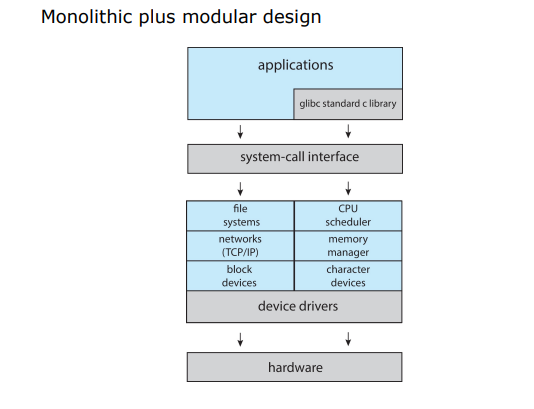 Monolithic plus modular design
applications
glibc standard c library
system-call interface
file
systems
CPU
scheduler
networks
(TCP/IP)
memory
manager
block
devices
character
devices
device drivers
hardware